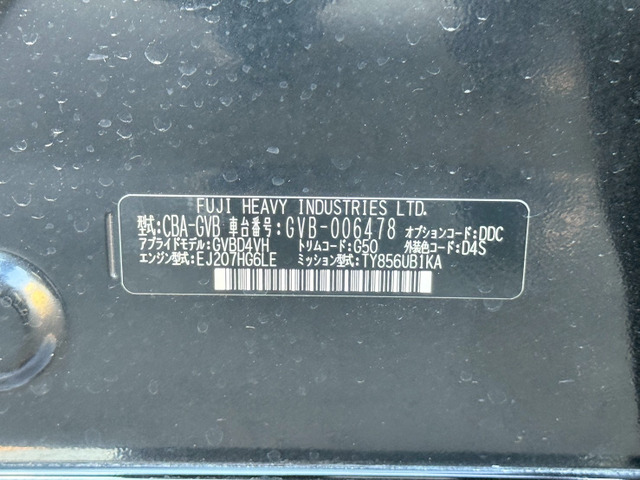 FUJI HEAVY INDUSTRIES LTD.
型式:CBA-GVB 車台番号:GVB-006478 オプションコード:DDC
アプライドモデル:GVBD4VH トリムコード:G50 外装色コード:D4S
エンジン型式:EJ207HG6LE ミッション型式:TY856UB1KA